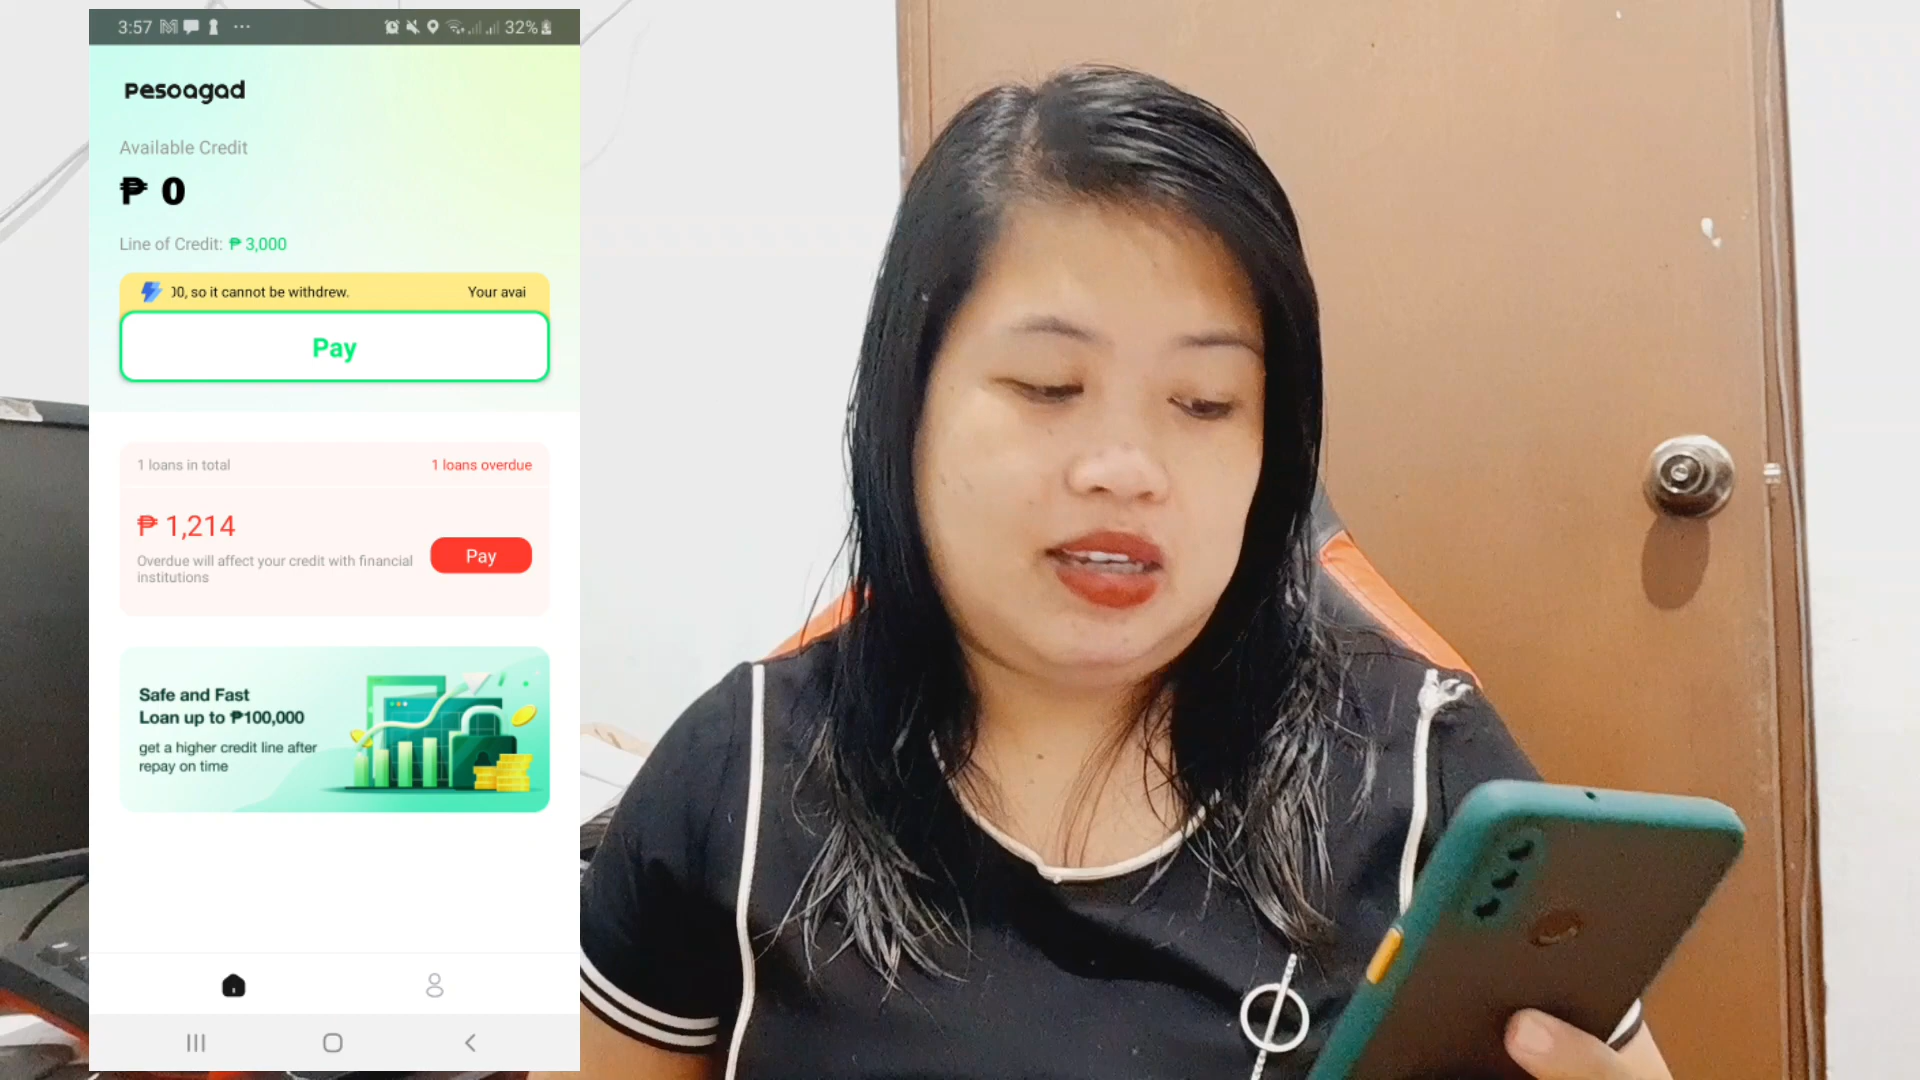 3:57
32%
Pesoagad
Available Credit
₱ 0
Line of Credit: ₱ 3,000
00, so it cannot be withdrew. Your avai
Pay
1 loans in total
1 loans overdue
₱ 1,214
Overdue will affect your credit with financial
institutions
Pay
Safe and Fast
Loan up to ₱100,000
get a higher credit line after
repay on time